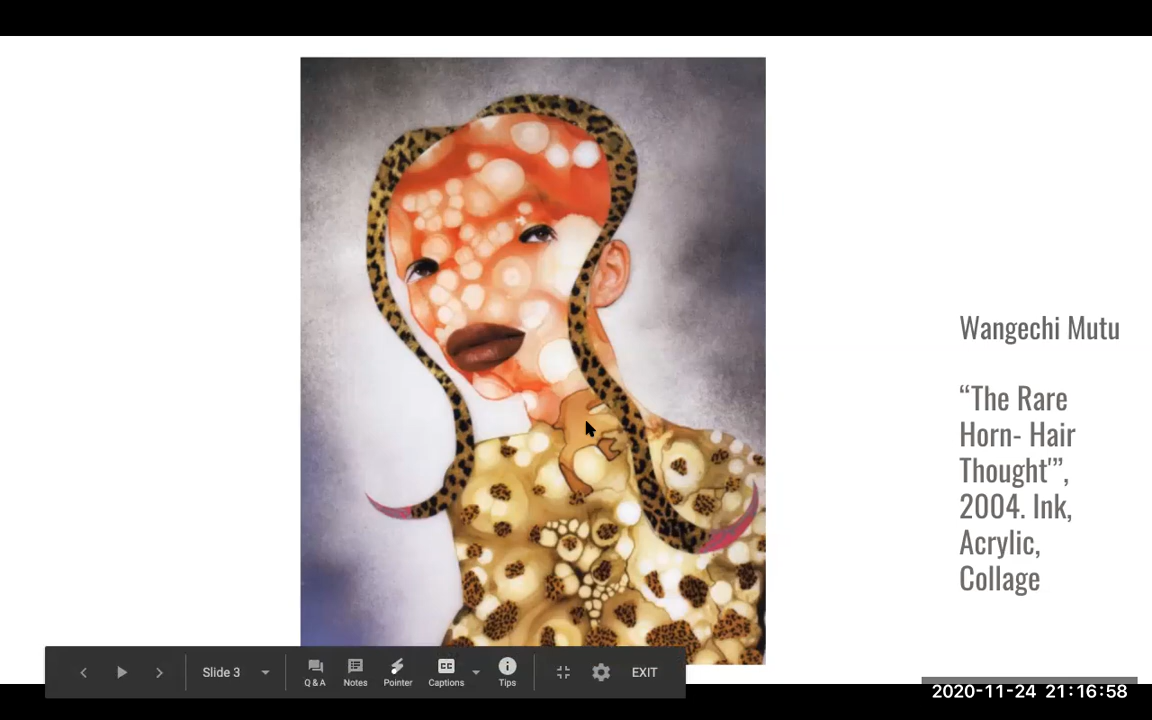 Wangechi Mutu
“The Rare
Horn- Hair
Thought'”,
2004. Ink,
Acrylic,
Collage
Slide 3
Q & A
Notes
Pointer
CC
Captions
Tips
EXIT
2020-11-24 21:16:58